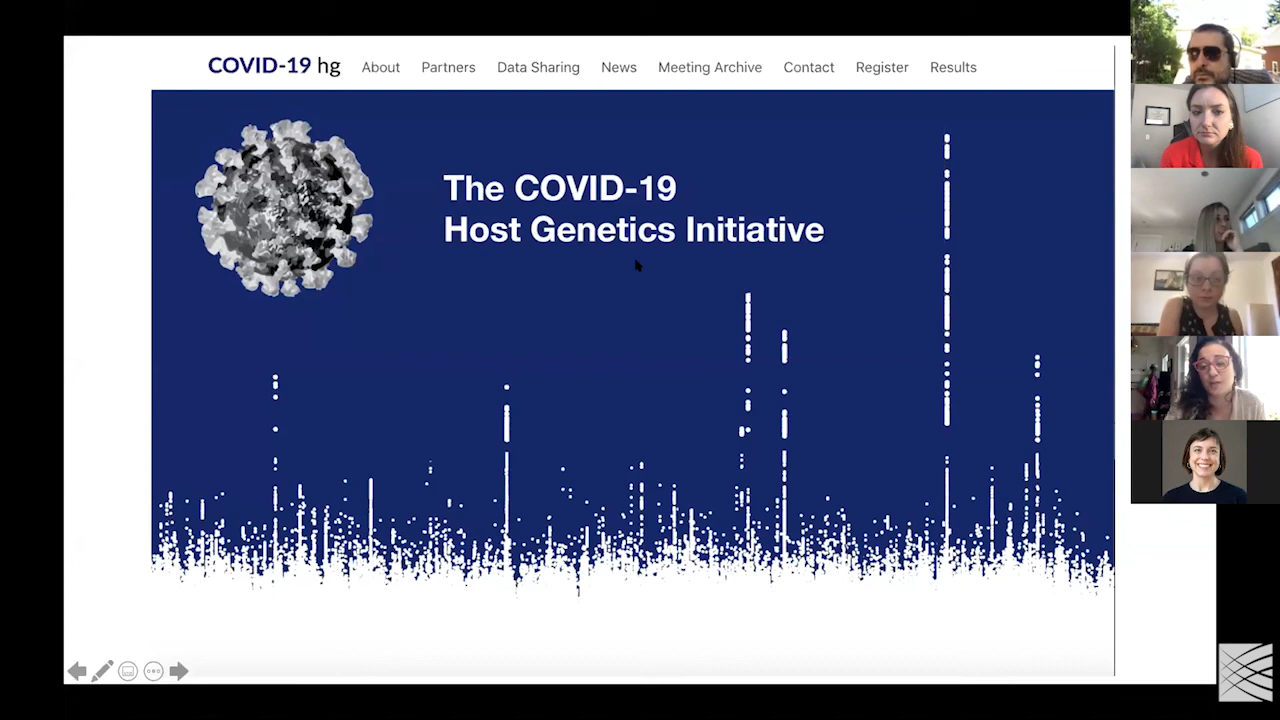 COVID-19 hg About Partners Data Sharing News Meeting Archive Contact Register Results
The COVID-19
Host Genetics Initiative